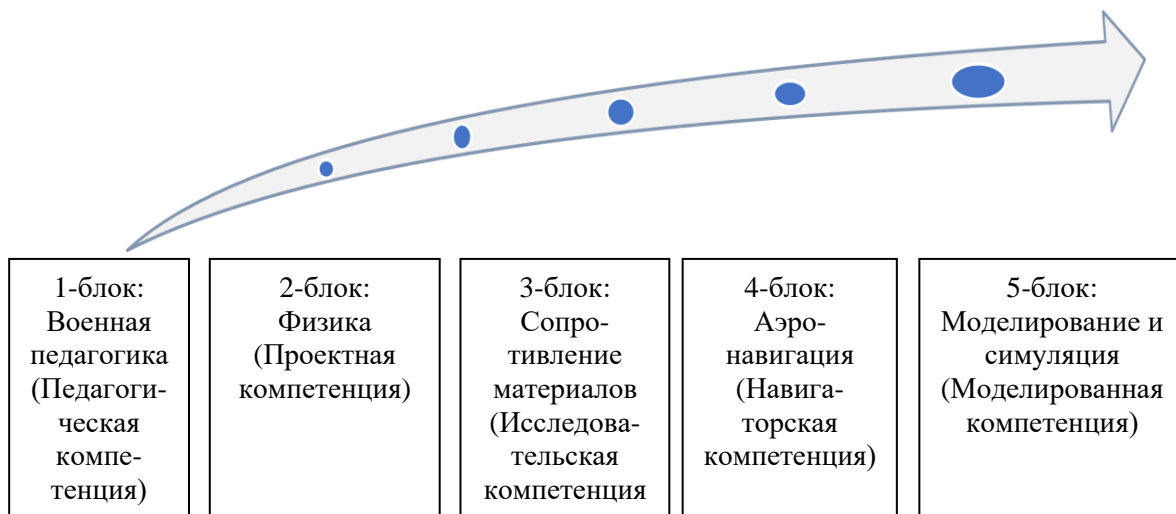 1-блок:
Военная
педагогика
(Педагоги-
ческая
компе-
тенция)
2-блок:
Физика
(Проектная
компетенция)
3-блок:
Сопро-
тивление
материалов
(Исследова-
тельская
компетенция
4-блок:
Аэро-
навигация
(Навига-
торская
компетенция)
5-блок:
Моделирование и
симуляция
(Моделированная
компетенция)